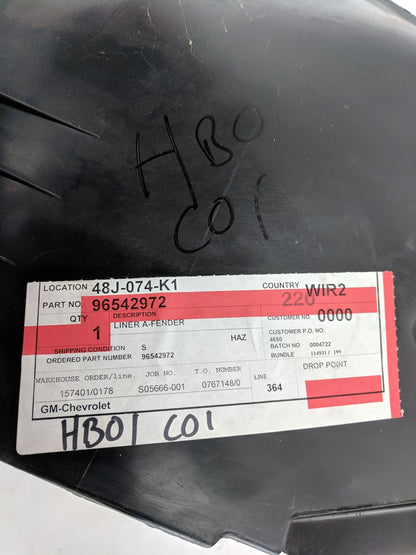 HBO
C01
LOCATION 48J-074-K1 COUNTRY WIR2
PART NO. 96542972 220
QTY 1 DESCRIPTION LINER A-FENDER CUSTOMER NO. 0000
HAZ CUSTOMER P.O. NO.
4650
SHIPPING CONDITION S BATCH NO 0004722
ORDERED PART NUMBER 96542972 BUNDLE 114931/ 199
WAREHOUSE ORDER/line. JOB NO. T.O. NUMBER LINE DROP POINT
157401/0178 S05666-001 0767148/0 364
GM-Chevrolet
HB01 C01